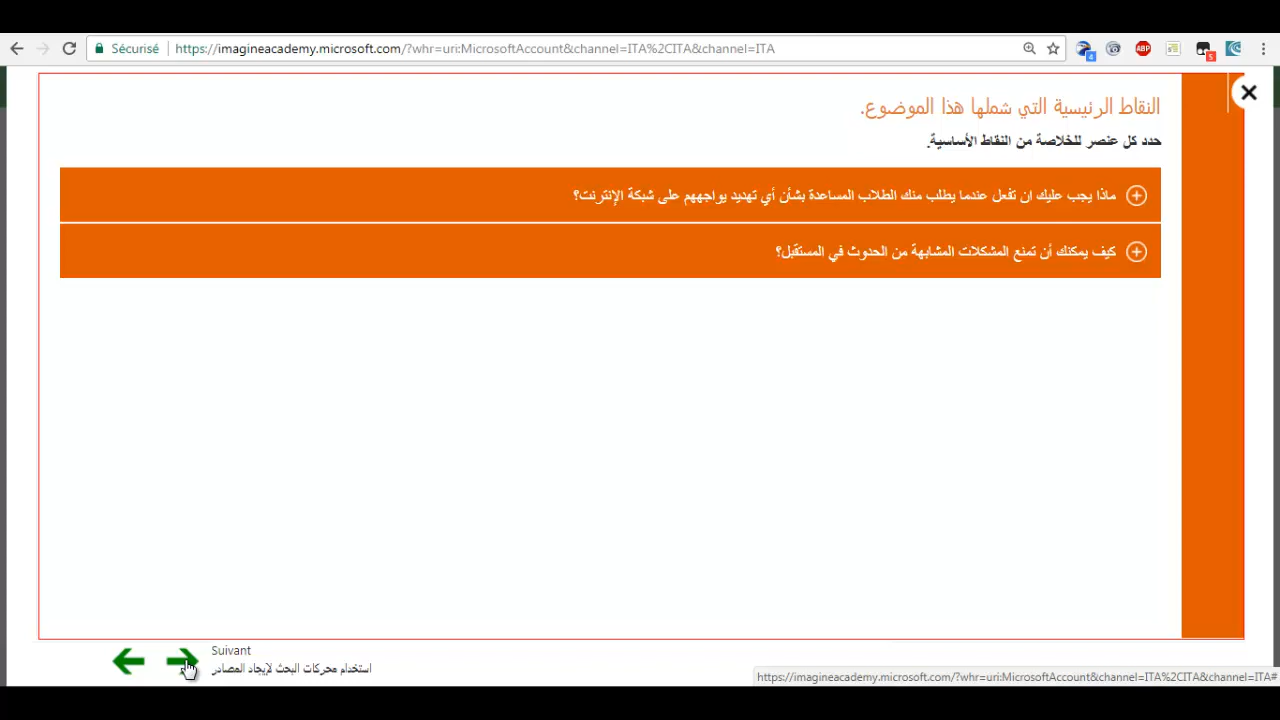 Sécurisé
https://imagineacademy.microsoft.com/?whr=uri:MicrosoftAccount&channel=ITA%2CITA&channel=ITA
4
ABP
5
النقاط الرئيسية التي شملها هذا الموضوع.
حدد كل عنصر للخلاصة من النقاط الأساسية.
ماذا يجب عليك ان تفعل عندما يطلب منك الطلاب المساعدة بشأن أي تهديد يواجههم على شبكة الإنترنت؟
كيف يمكنك أن تمنع المشكلات المشابهة من الحدوث في المستقبل؟
Suivant
استخدام محركات البحث لإيجاد المصادر
https://imagineacademy.microsoft.com/?whr=uri:MicrosoftAccount&channel=ITA%2CITA&channel=ITA#